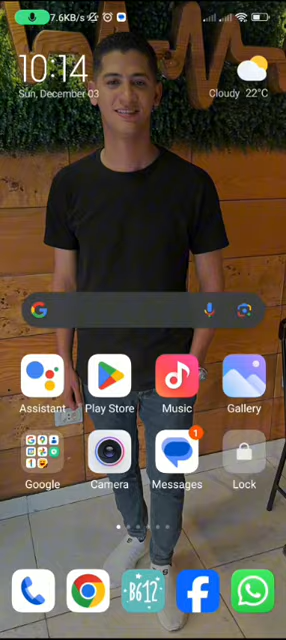 7.6KB/s
10:14
Sun, December 03
Cloudy 22°C
G
Assistant Play Store Music Gallery
1
Google Camera Messages Lock
B612